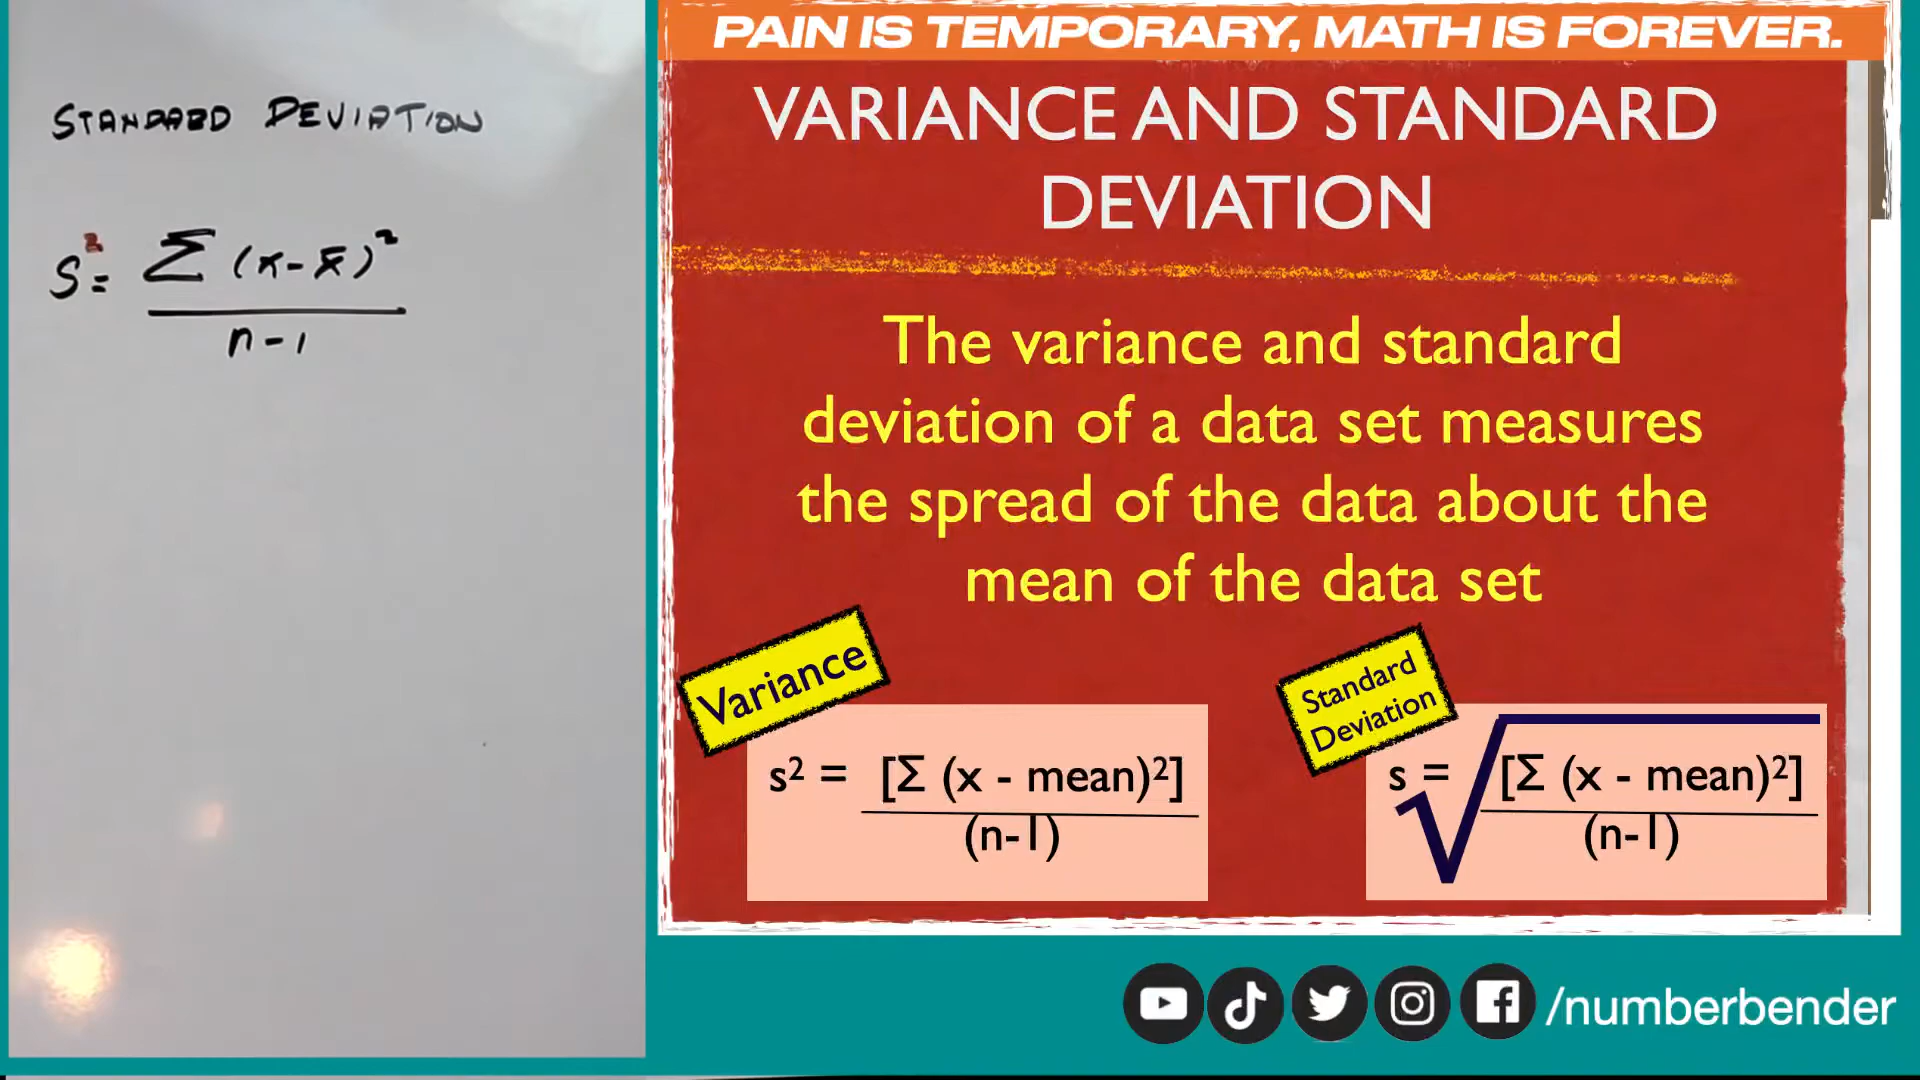 STANDARD DEVIATION
S² = Σ (x - x̄)²
n - 1
PAIN IS TEMPORARY, MATH IS FOREVER.
VARIANCE AND STANDARD
DEVIATION
The variance and standard
deviation of a data set measures
the spread of the data about the
mean of the data set
Variance
s² = [Σ (x - mean)²]
(n-1)
Standard
Deviation
s = √ [Σ (x - mean)²]
(n-1)
/numberbender